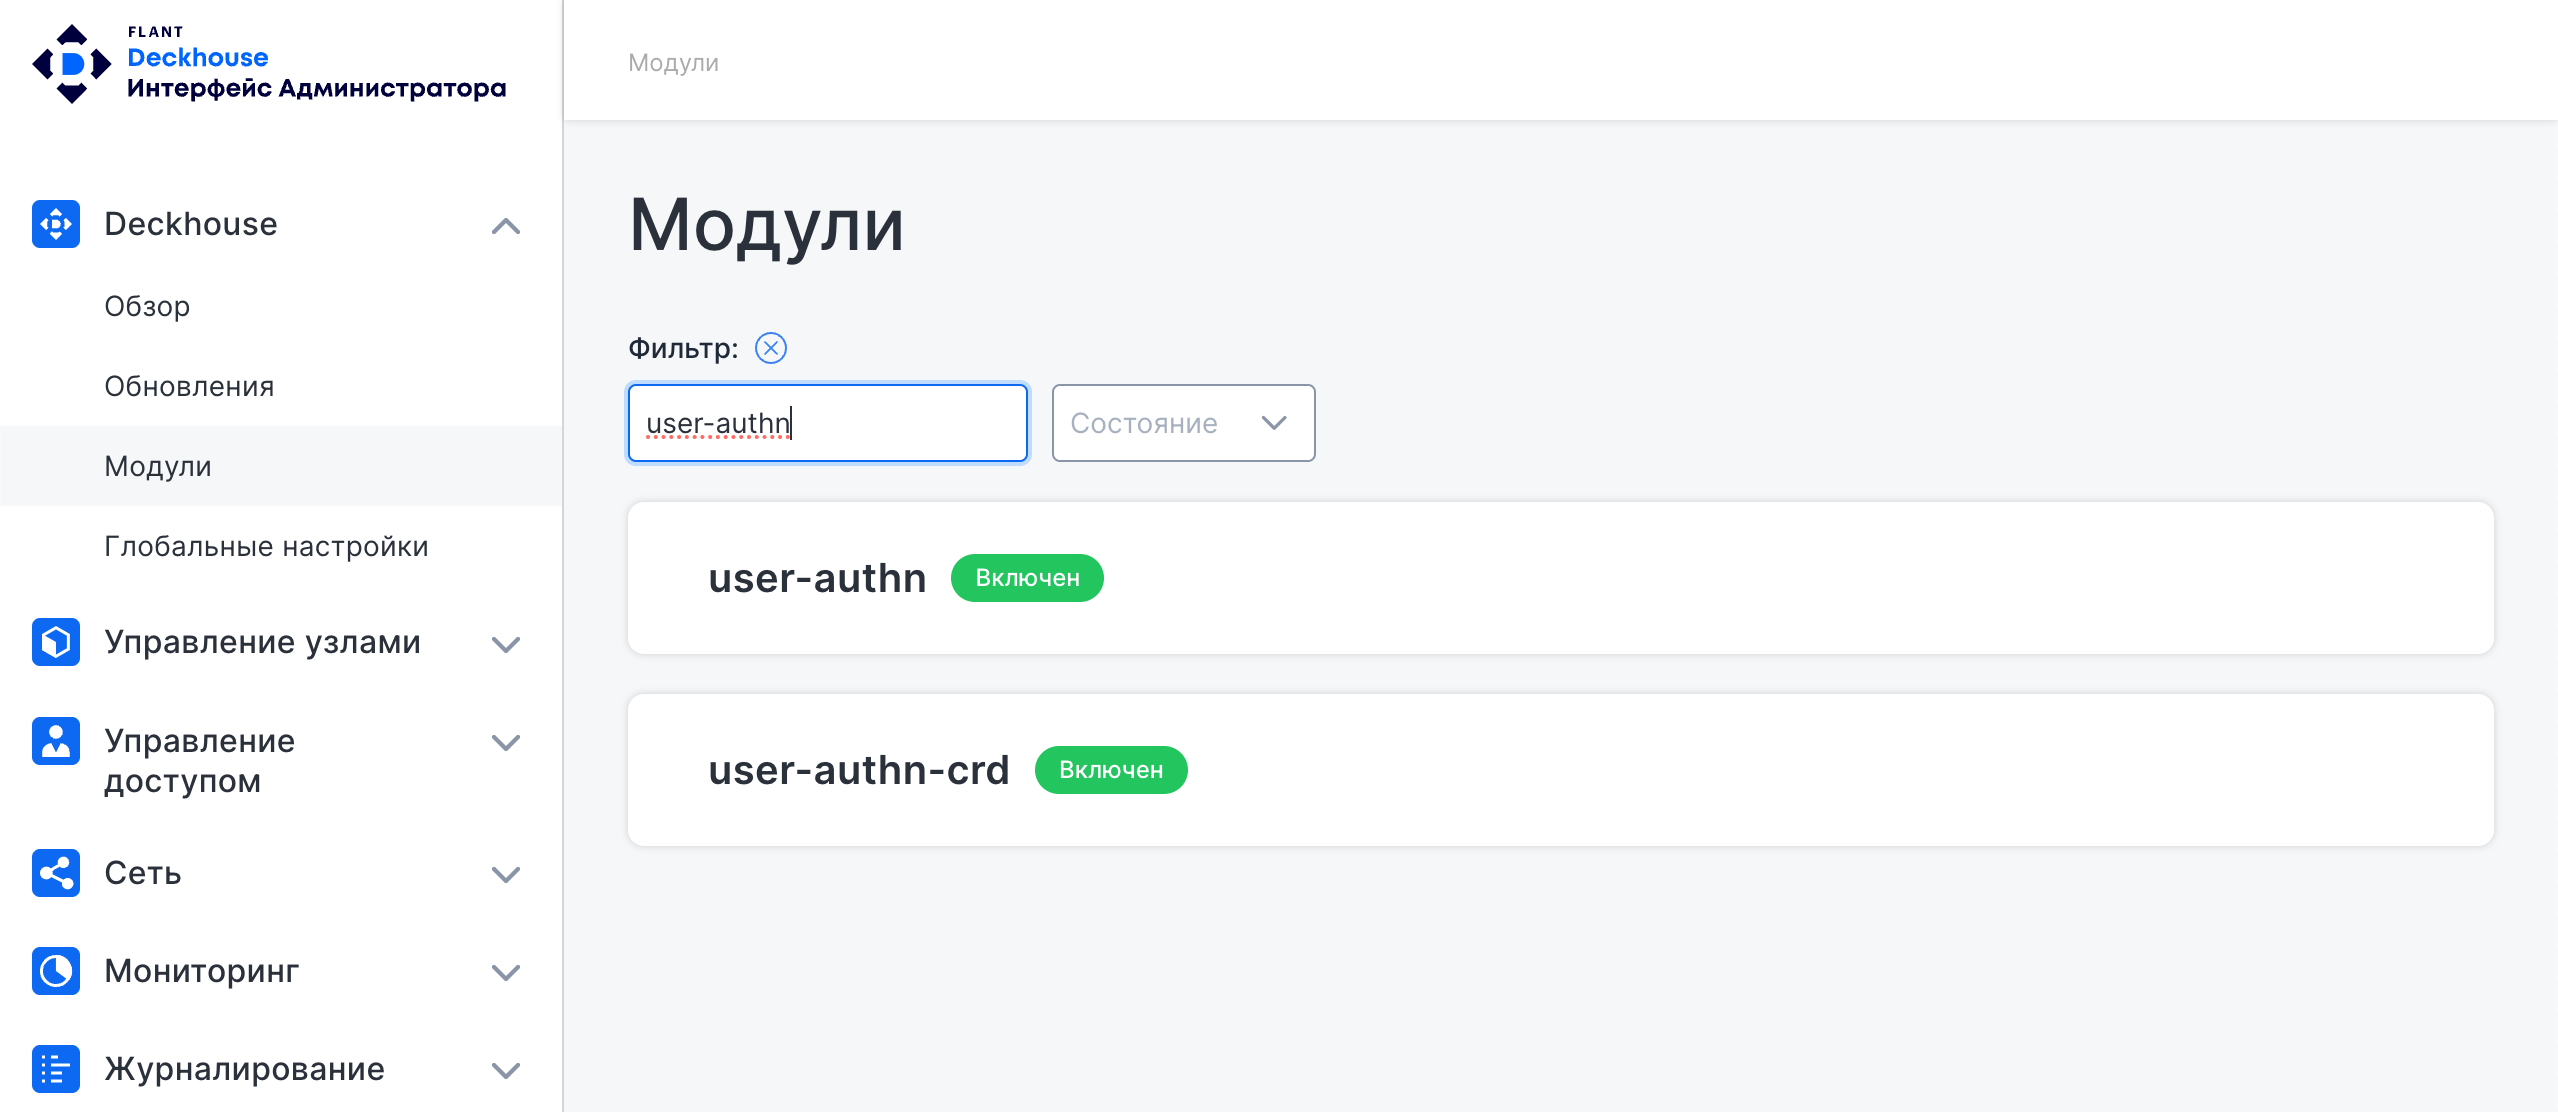 FLANT
Deckhouse
Интерфейс Администратора
Deckhouse
Обзор
Обновления
Модули
Глобальные настройки
Управление узлами
Управление
доступом
Сеть
Мониторинг
Журналирование
Модули
Модули
Фильтр:
user-authn
Состояние
user-authn Включен
user-authn-crd Включен